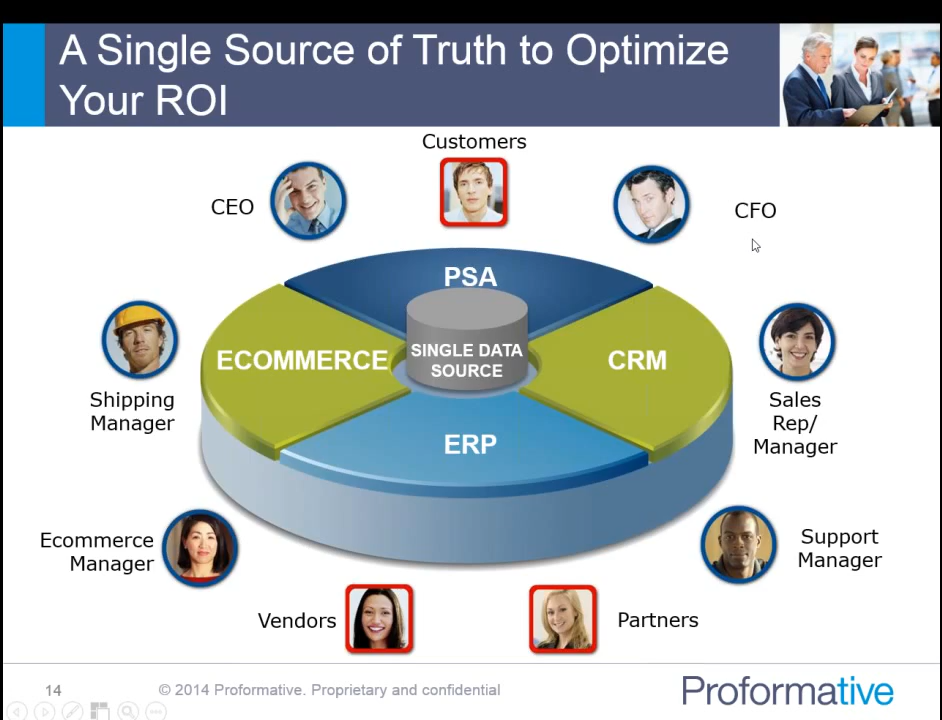 A Single Source of Truth to Optimize
Your ROI
Customers
CEO
CFO
PSA
ECOMMERCE
SINGLE DATA
SOURCE
CRM
Shipping
Manager
Sales
Rep/
Manager
ERP
Ecommerce
Manager
Support
Manager
Vendors
Partners
14
© 2014 Proformative. Proprietary and confidential
Proformative